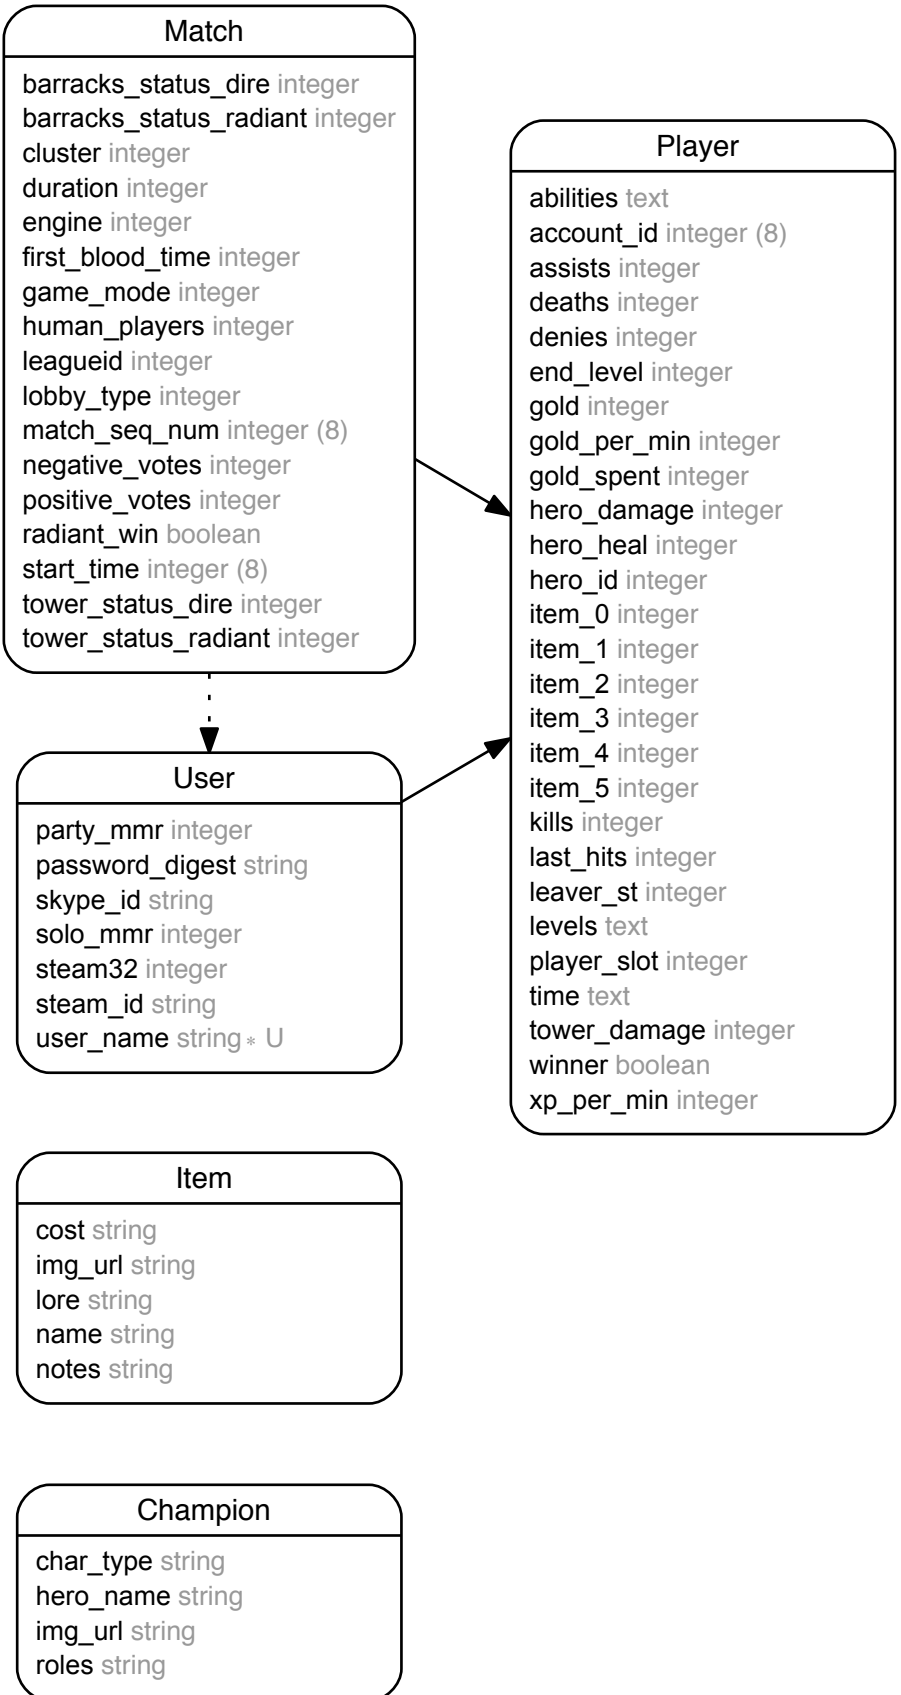 Match
barracks_status_dire integer
barracks_status_radiant integer
cluster integer
duration integer
engine integer
first_blood_time integer
game_mode integer
human_players integer
leagueid integer
lobby_type integer
match_seq_num integer (8)
negative_votes integer
positive_votes integer
radiant_win boolean
start_time integer (8)
tower_status_dire integer
tower_status_radiant integer
Player
abilities text
account_id integer (8)
assists integer
deaths integer
denies integer
end_level integer
gold integer
gold_per_min integer
gold_spent integer
hero_damage integer
hero_heal integer
hero_id integer
item_0 integer
item_1 integer
item_2 integer
item_3 integer
item_4 integer
item_5 integer
kills integer
last_hits integer
leaver_st integer
levels text
player_slot integer
time text
tower_damage integer
winner boolean
xp_per_min integer
User
party_mmr integer
password_digest string
skype_id string
solo_mmr integer
steam32 integer
steam_id string
user_name string * U
Item
cost string
img_url string
lore string
name string
notes string
Champion
char_type string
hero_name string
img_url string
roles string